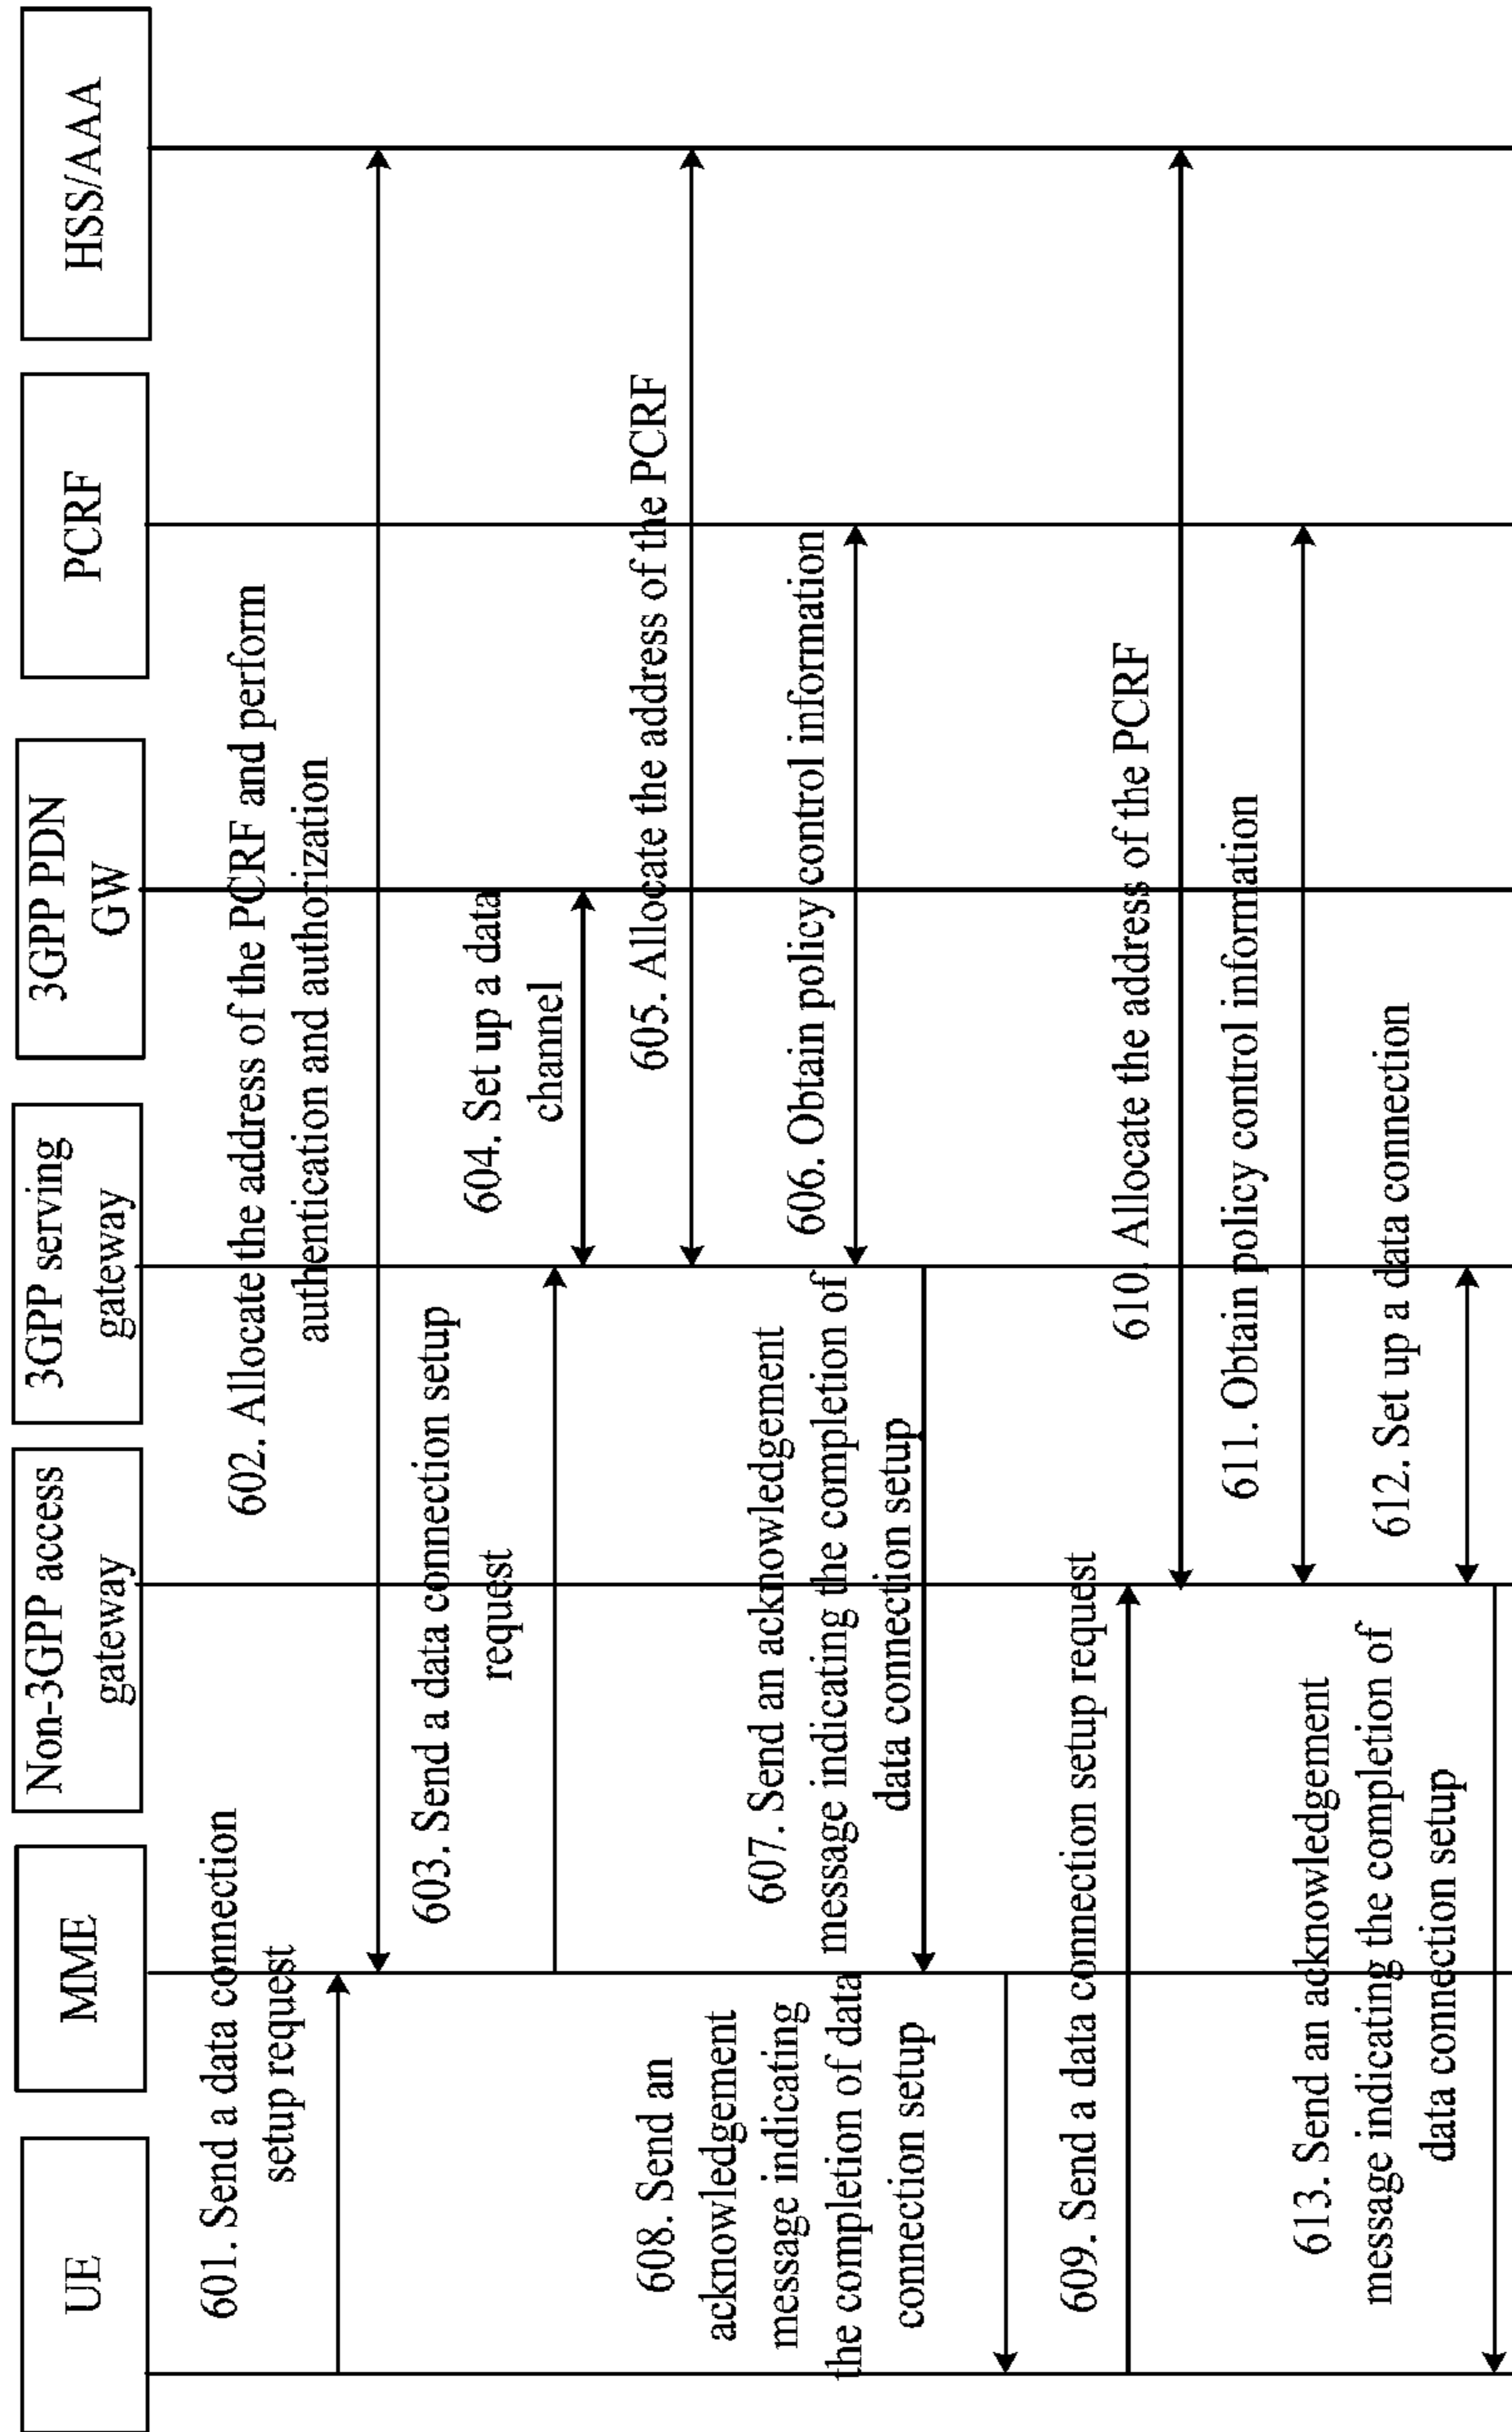 UE
MME
Non-3GPP access
gateway
3GPP serving
gateway
3GPP PDN
GW
PCRF
HSS/AAA
601. Send a data connection
setup request
602. Allocate the address of the PCRF and perform
authentication and authorization
603. Send a data connection setup
request
604. Set up a data
channel
605. Allocate the address of the PCRF
606. Obtain policy control information
607. Send an acknowledgement
message indicating the completion of
data connection setup
608. Send an
acknowledgement
message indicating
the completion of data
connection setup
609. Send a data connection setup request
610. Allocate the address of the PCRF
611. Obtain policy control information
612. Set up a data connection
613. Send an acknowledgement
message indicating the completion of
data connection setup